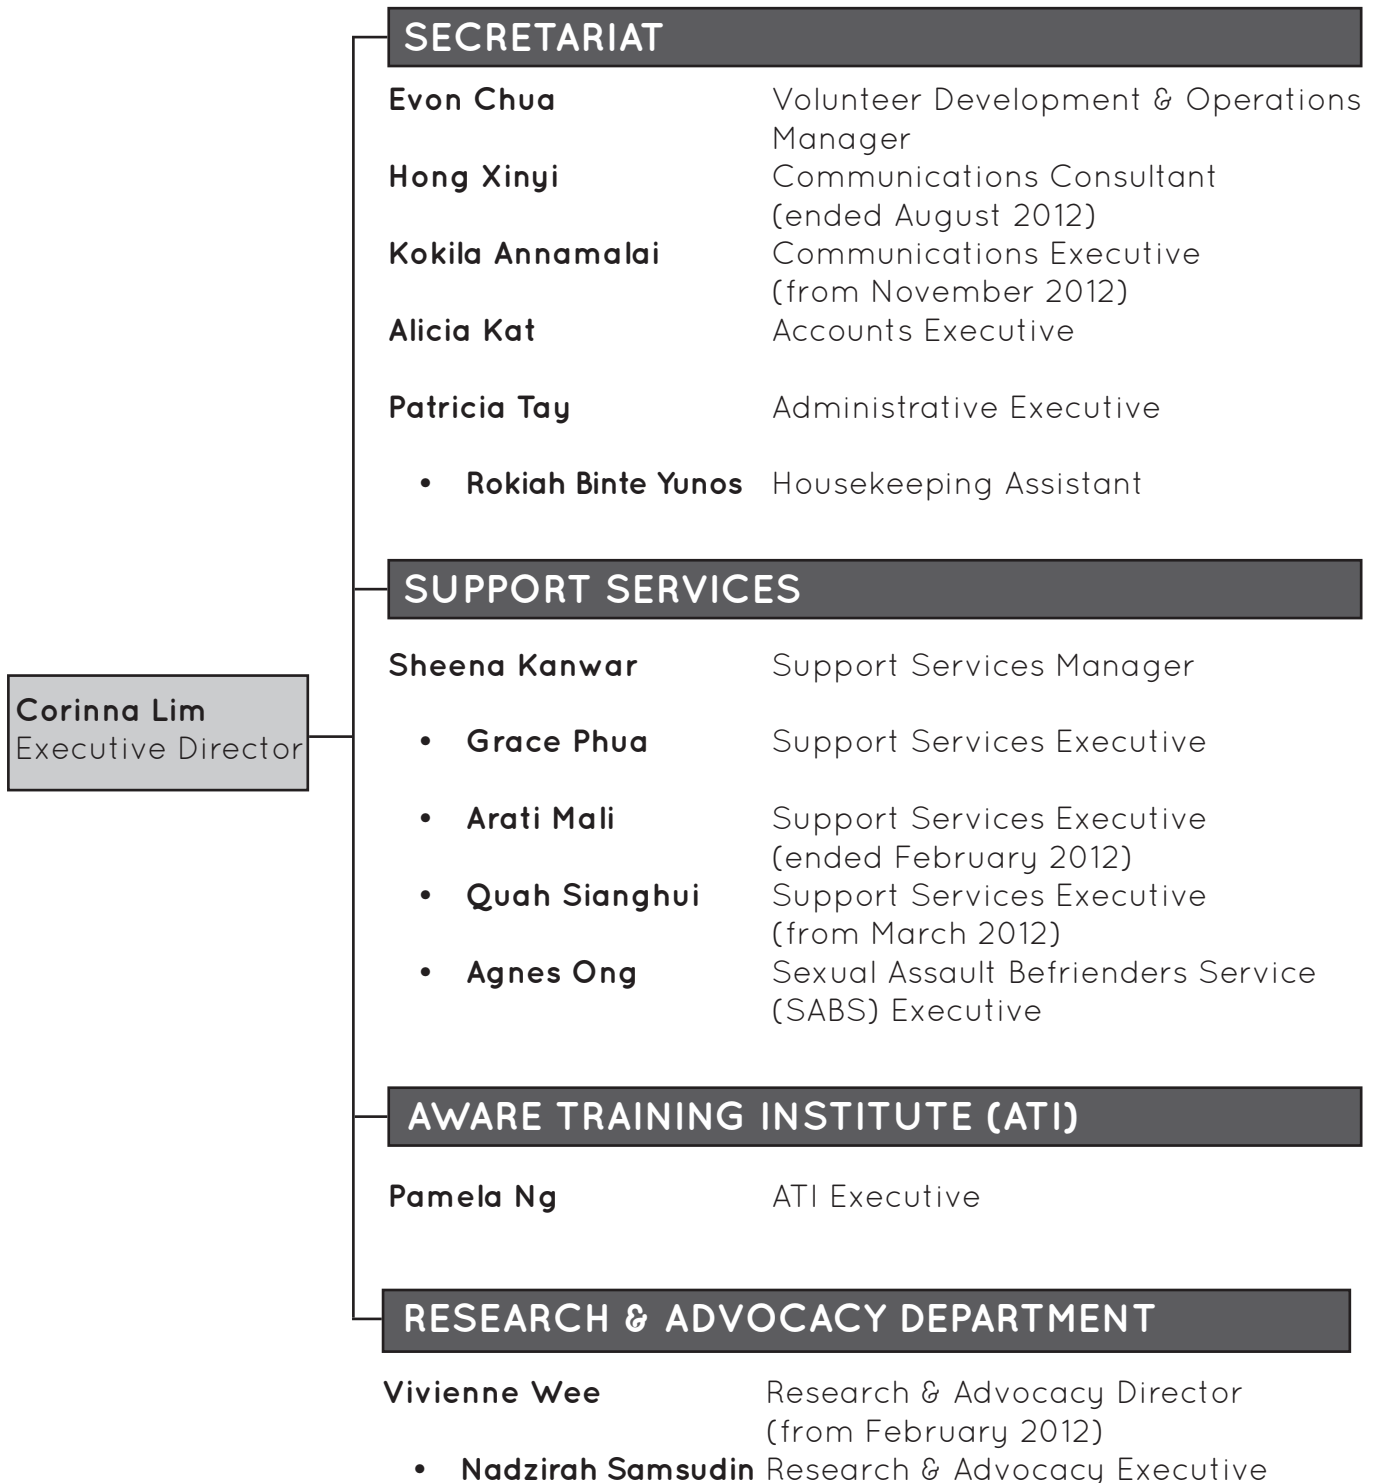 SECRETARIAT
Evon Chua Volunteer Development & Operations
Manager
Hong Xinyi Communications Consultant
(ended August 2012)
Kokila Annamalai Communications Executive
(from November 2012)
Alicia Kat Accounts Executive
Patricia Tay Administrative Executive
• Rokiah Binte Yunos Housekeeping Assistant
SUPPORT SERVICES
Sheena Kanwar Support Services Manager
Corinna Lim
Executive Director
• Grace Phua Support Services Executive
• Arati Mali Support Services Executive
(ended February 2012)
• Quah Sianghui Support Services Executive
(from March 2012)
• Agnes Ong Sexual Assault Befrienders Service
(SABS) Executive
AWARE TRAINING INSTITUTE (ATI)
Pamela Ng ATI Executive
RESEARCH & ADVOCACY DEPARTMENT
Vivienne Wee Research & Advocacy Director
(from February 2012)
• Nadzirah Samsudin Research & Advocacy Executive